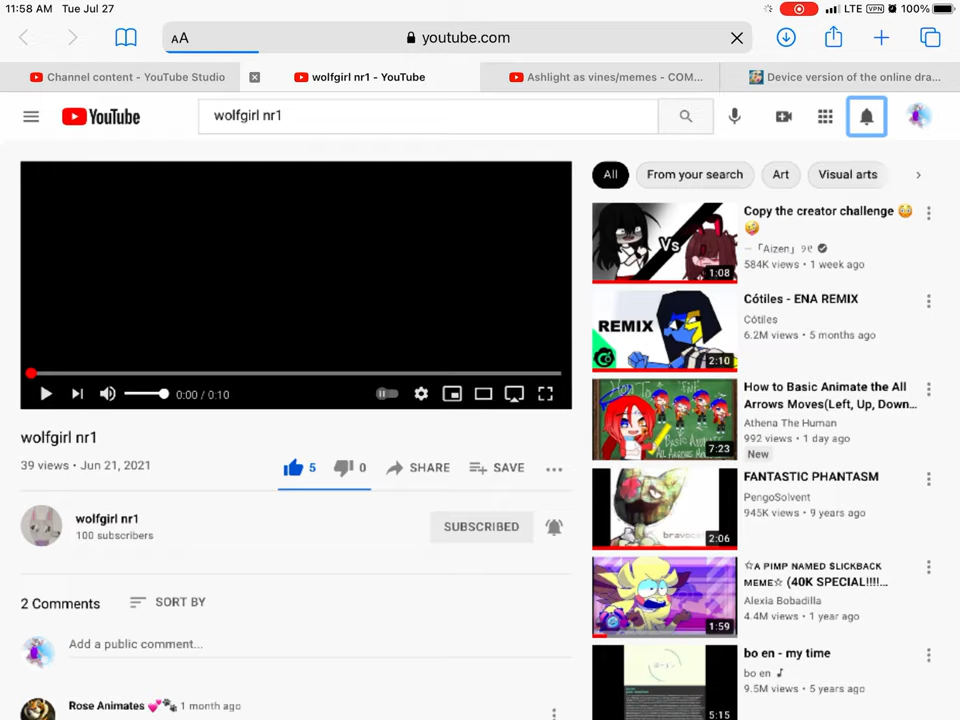 11:58 AM Tue Jul 27
LTE VPN 100%
AA youtube.com
Channel content - YouTube Studio
wolfgirl nr1 - YouTube
Ashlight as vines/memes - COM...
Device version of the online dra...
YouTube
wolfgirl nr1
All
From your search
Art
Visual arts
0:00 / 0:10
wolfgirl nr1
39 views • Jun 21, 2021
5
0
SHARE
SAVE
wolfgirl nr1
100 subscribers
SUBSCRIBED
2 Comments
SORT BY
Add a public comment...
Rose Animates 💕🐾 1 month ago
Vs
1:08
Copy the creator challenge 😳
🤪
584K views • 1 week ago
REMIX
2:10
Cótiles - ENA REMIX
Cótiles
6.2M views • 5 months ago
7:23
How to Basic Animate the All
Arrows Moves(Left, Up, Down...
Athena The Human
992 views • 1 day ago
New
bravoc
2:06
FANTASTIC PHANTASM
PengoSolvent
945K views • 9 years ago
1:59
☆A PIMP NAMED SLICKBACK
MEME☆ (40K SPECIAL!!!!...
Alexia Bobadilla
4.4M views • 1 year ago
5:15
bo en - my time
bo en ♪
9.5M views • 5 years ago